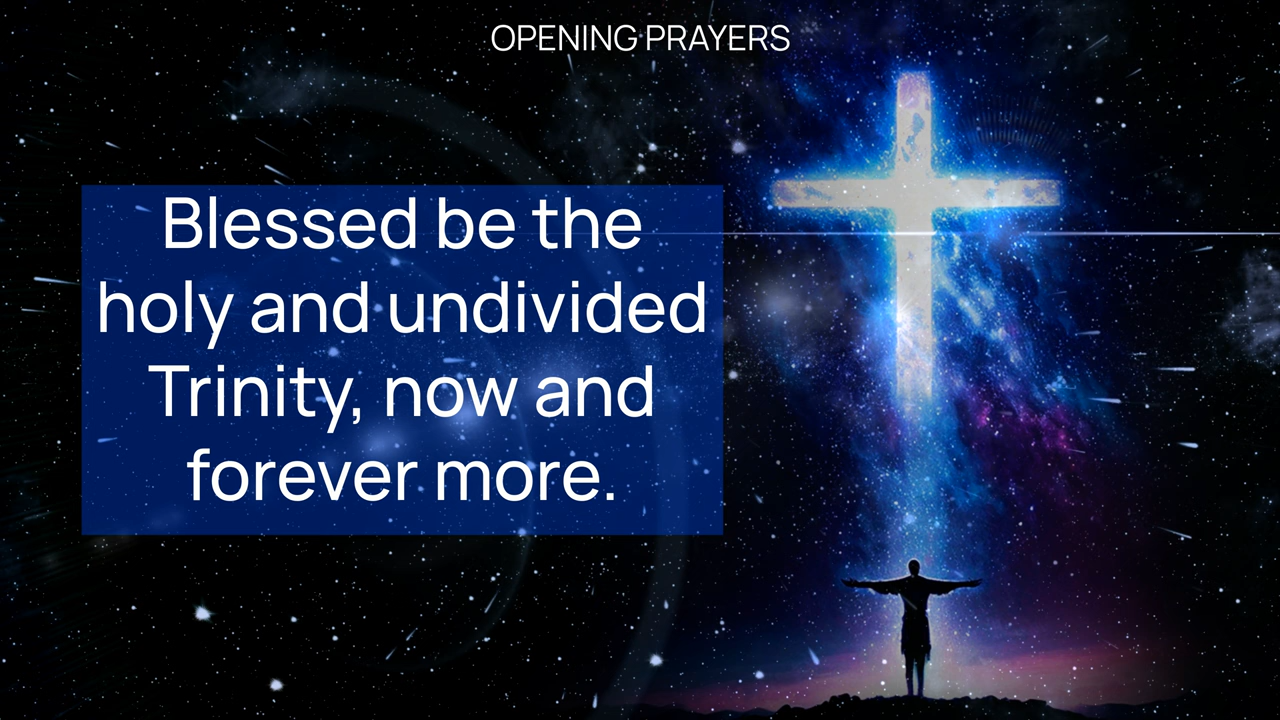 OPENING PRAYERS
Blessed be the
holy and undivided
Trinity, now and
forever more.